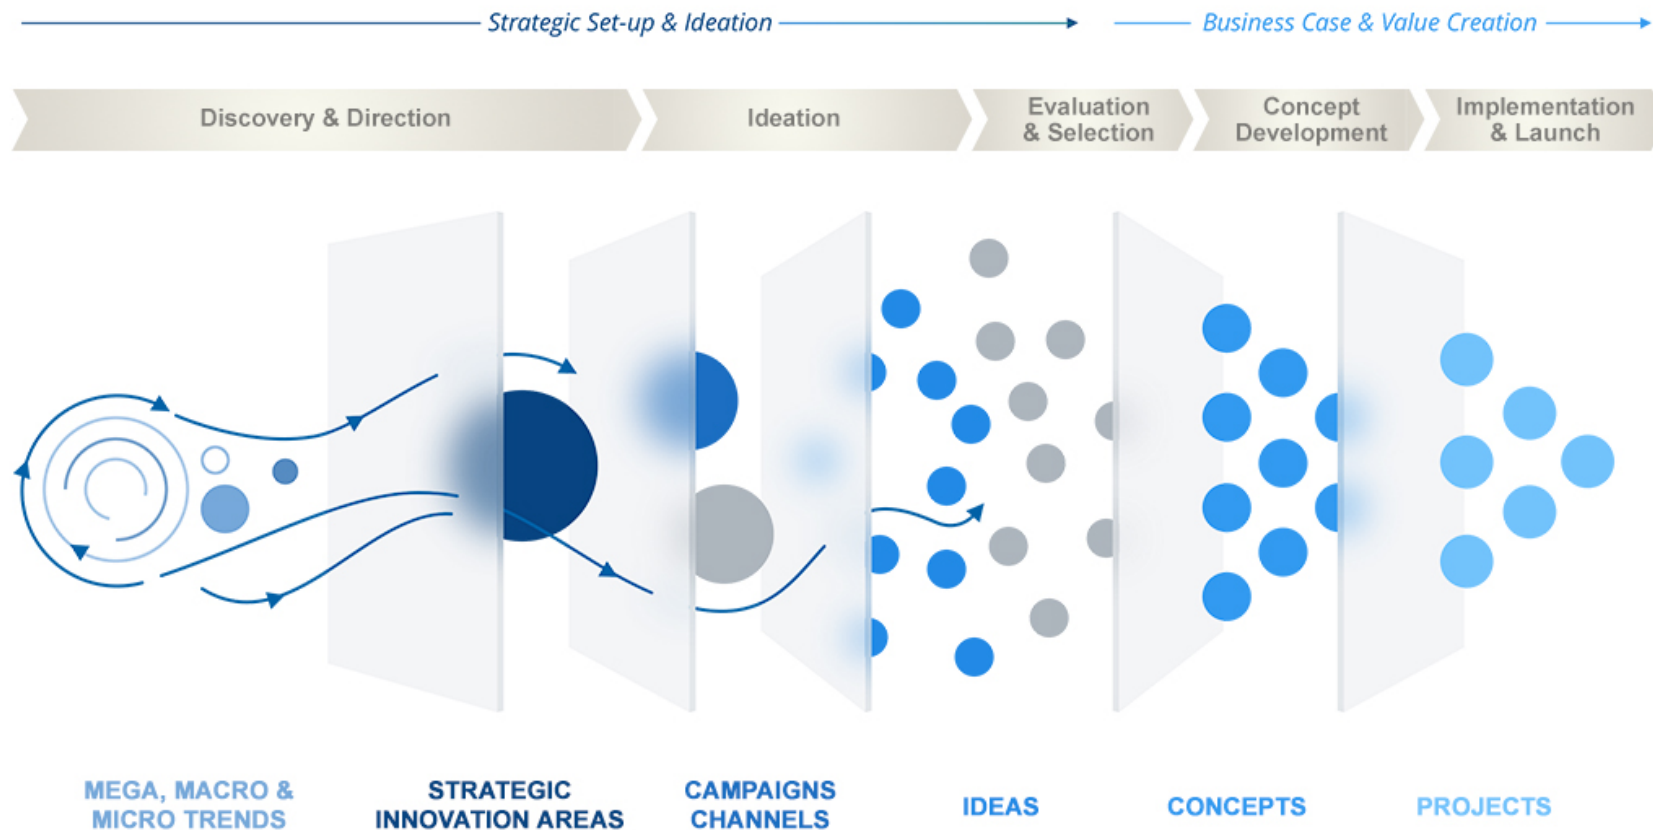 Strategic Set-up & Ideation
Business Case & Value Creation
Discovery & Direction
Ideation
Evaluation
& Selection
Concept
Development
Implementation
& Launch
MEGA, MACRO &
MICRO TRENDS
STRATEGIC
INNOVATION AREAS
CAMPAIGNS
CHANNELS
IDEAS
CONCEPTS
PROJECTS